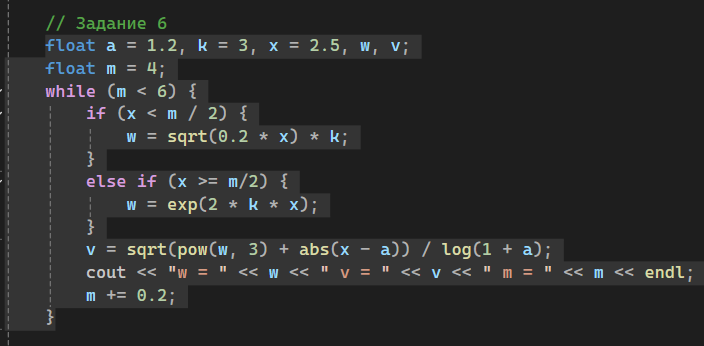 // Задание 6
float a = 1.2, k = 3, x = 2.5, w, v;
float m = 4;
while (m < 6) {
if (x < m / 2) {
w = sqrt(0.2 * x) * k;
}
else if (x >= m/2) {
w = exp(2 * k * x);
}
v = sqrt(pow(w, 3) + abs(x - a)) / log(1 + a);
cout << "w = " << w << " v = " << v << " m = " << m << endl;
m += 0.2;
}